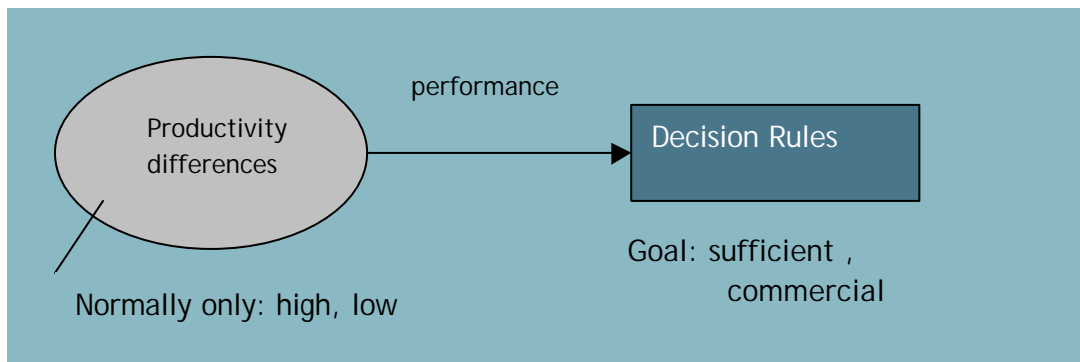 performance
Productivity
differences
Decision Rules
Goal: sufficient ,
commercial
Normally only: high, low